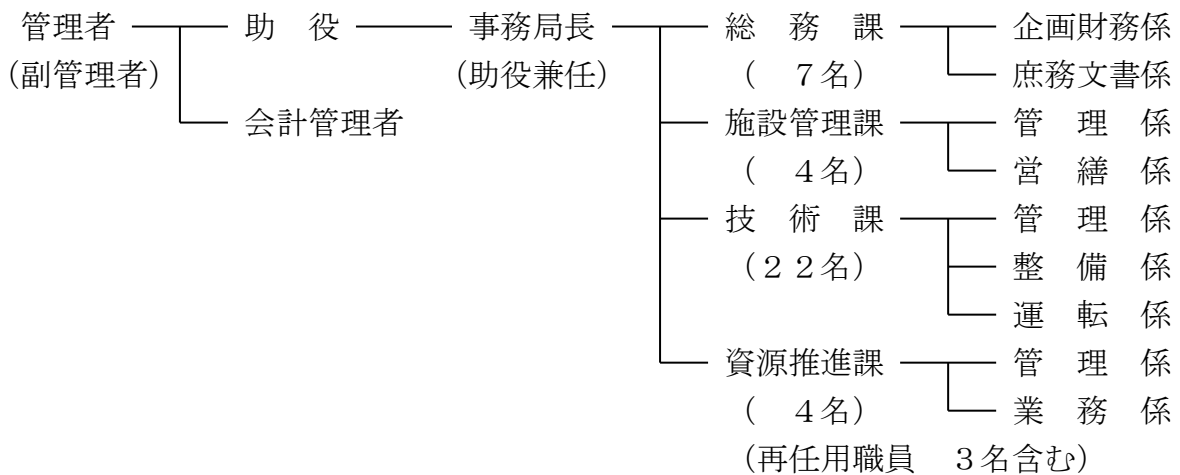 管理者 助 役 事務局長 総 務 課 企画財務係
(副管理者) (助役兼任) ( 7名) 庶務文書係
会計管理者 施設管理課 管 理 係
( 4名) 営 繕 係
技 術 課 管 理 係
(22名) 整 備 係
運 転 係
資源推進課 管 理 係
( 4名) 業 務 係
(再任用職員 3名含む)